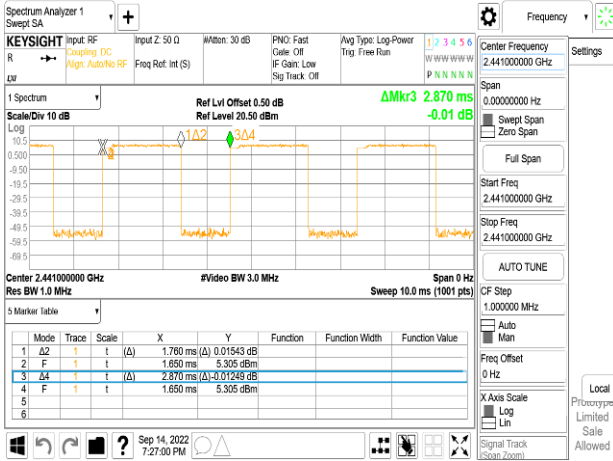 Spectrum Analyzer 1
Swept SA
+
Frequency
KEYSIGHT Input: RF Input Z: 50 Ω #Atten: 30 dB PNO: Fast Avg Type: Log-Power 1 2 3 4 5 6
R Coupling: DC Gate: Off Trig: Free Run W W W W W W
Align: Auto/No RF Freq Ref: Int (S) IF Gain: Low P N N N N N
Sig Track: Off
1 Spectrum ΔMkr3 2.870 ms
Ref Lvl Offset 0.50 dB
Scale/Div 10 dB Ref Level 20.50 dBm -0.01 dB
Log
1Δ2 3Δ4
10.5
0.500
-9.50
-19.5
-29.5
-39.5
-49.5
-59.5
-69.5
Center 2.441000000 GHz #Video BW 3.0 MHz Span 0 Hz
Res BW 1.0 MHz Sweep 10.0 ms (1001 pts)
5 Marker Table
Mode Trace Scale X Y Function Function Width Function Value
1 Δ2 1 t (Δ) 1.760 ms (Δ) 0.01543 dB
2 F 1 t 1.650 ms 5.305 dBm
3 Δ4 1 t (Δ) 2.870 ms (Δ) -0.01249 dB
4 F 1 t 1.650 ms 5.305 dBm
5
6
? Sep 14, 2022
7:27:00 PM
Center Frequency
2.441000000 GHz
Settings
Span
0.00000000 Hz
Swept Span
Zero Span
Full Span
Start Freq
2.441000000 GHz
Stop Freq
2.441000000 GHz
AUTO TUNE
CF Step
1.000000 MHz
Auto
Man
Freq Offset
0 Hz
X Axis Scale
Log
Lin
Signal Track
(Span Zoom)
Local
Prototype
Limited
Sale
Allowed